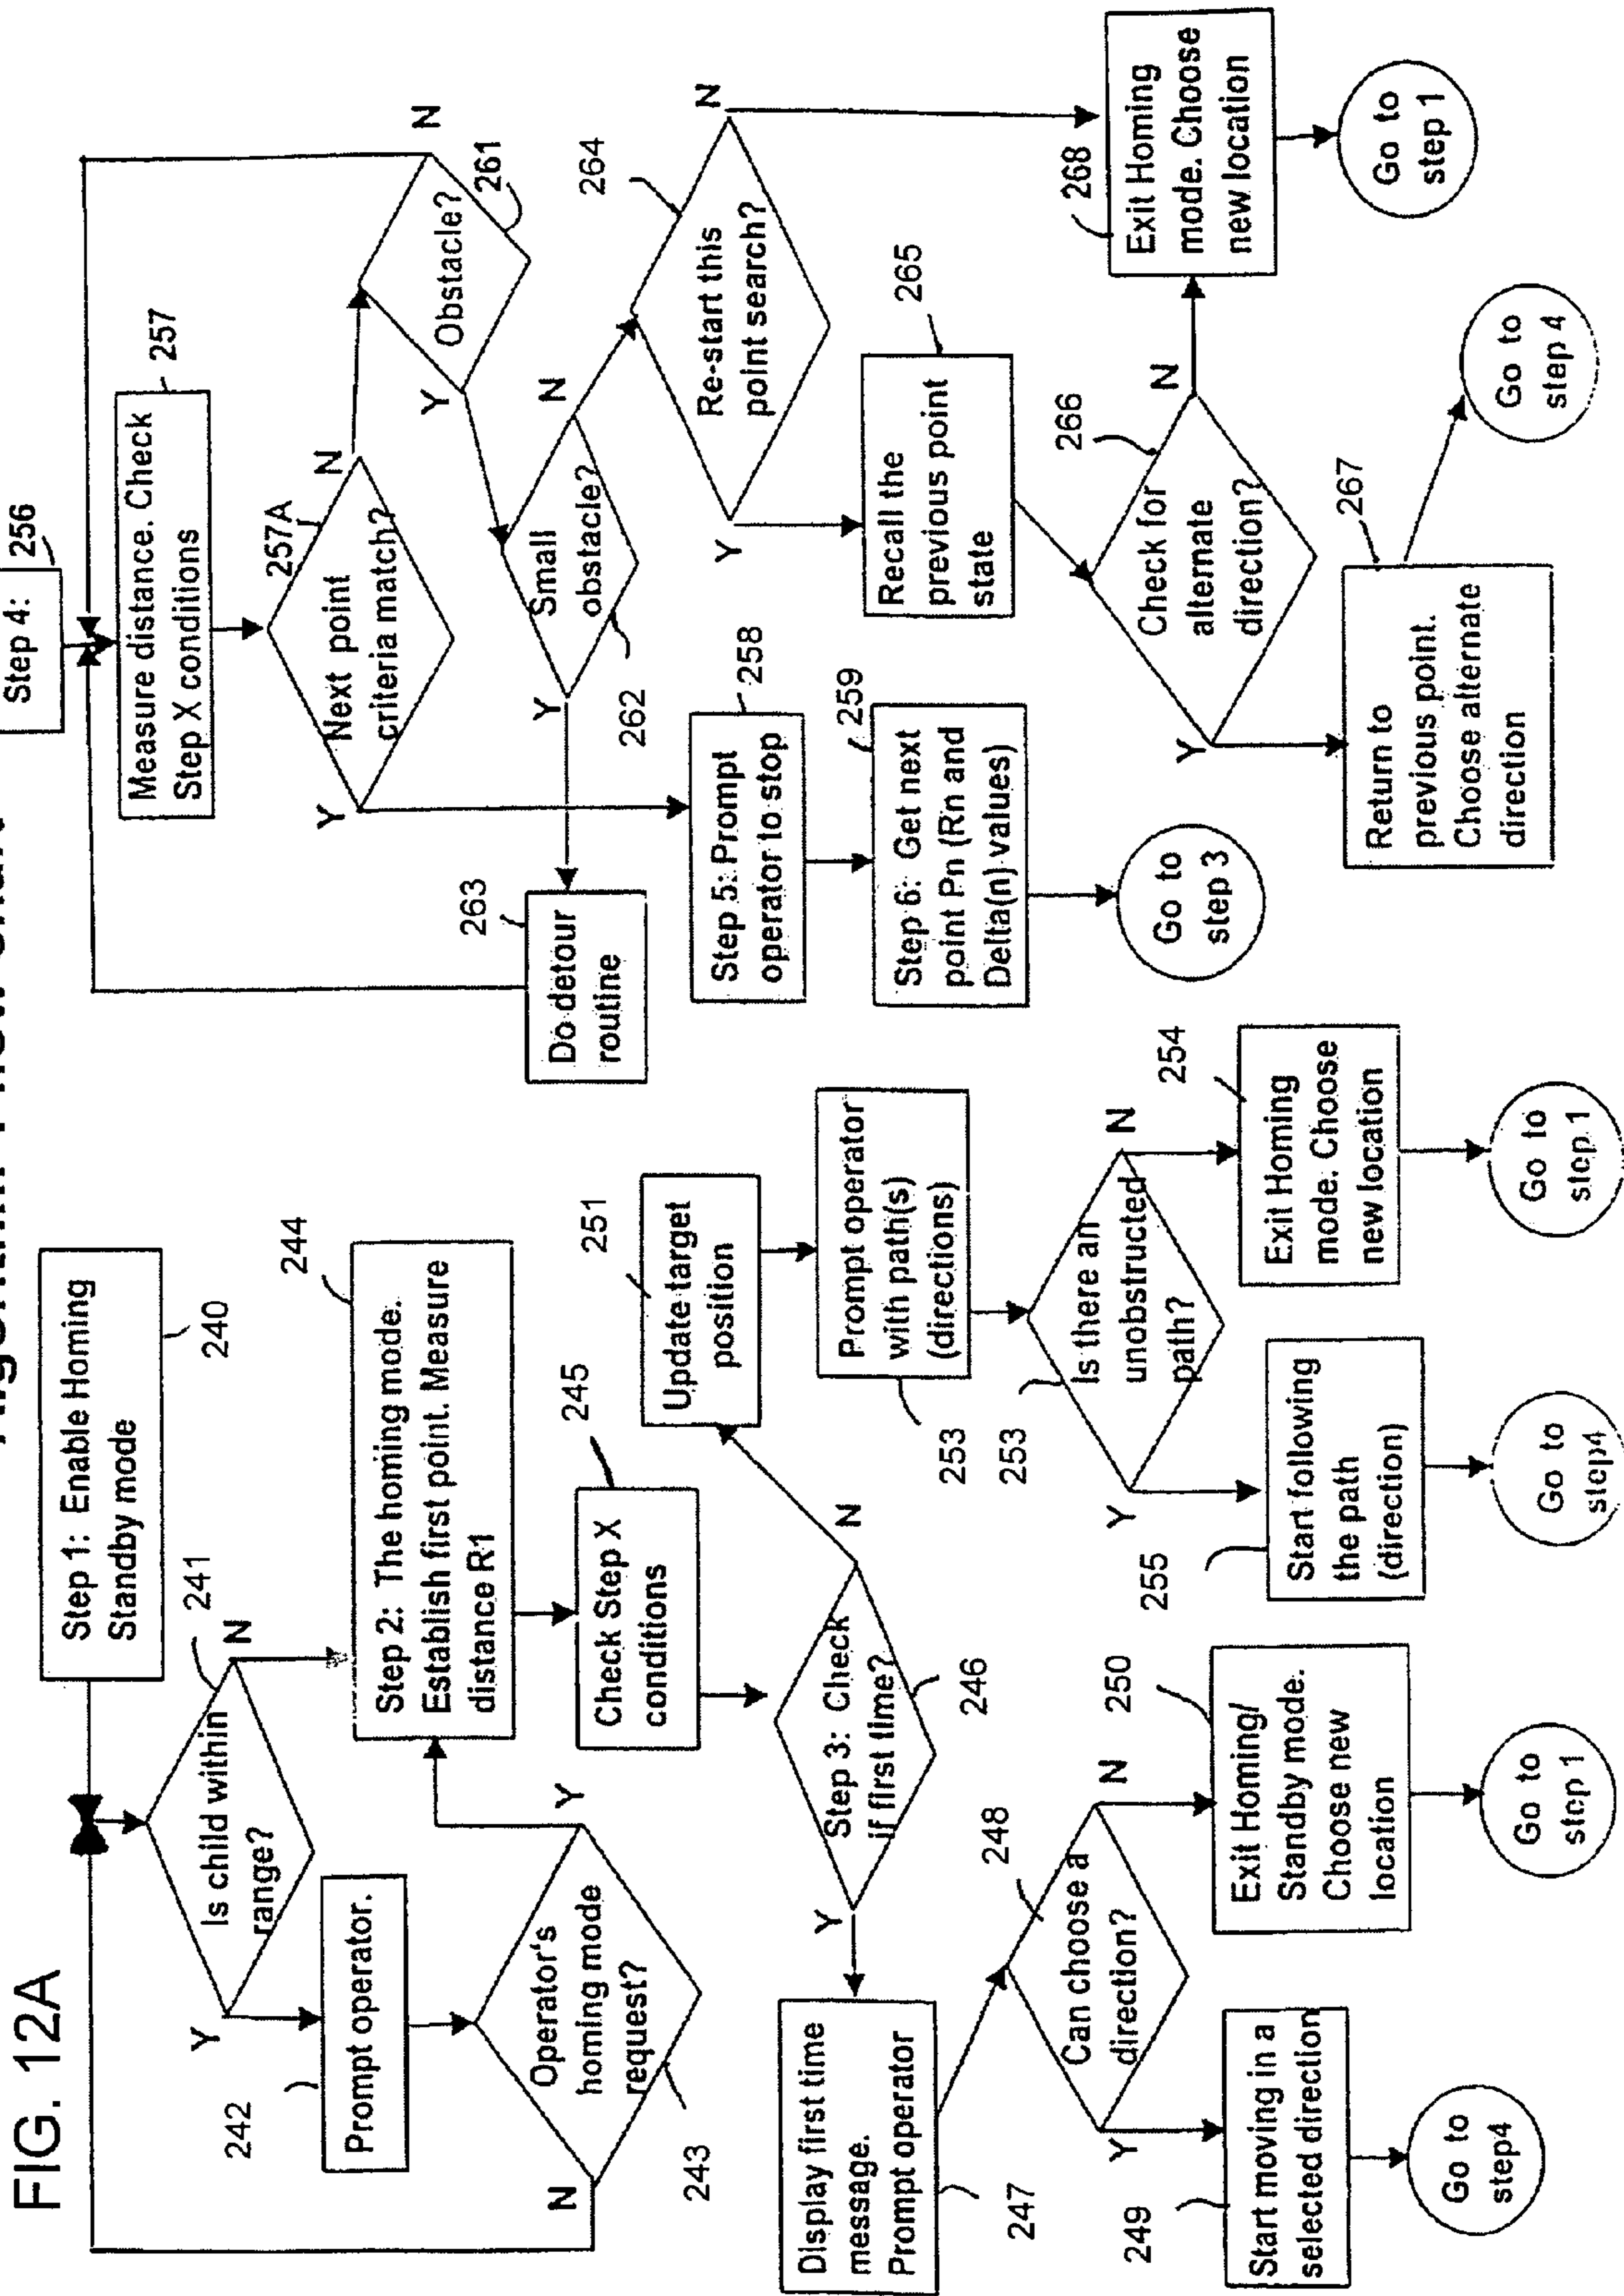 FIG. 12A
Algorithm Flow Chart
Step 1: Enable Homing
Standby mode
240
241
Is child within
range?
Y
N
242
Prompt operator.
Operator's
homing mode
request?
N
Y
243
244
Step 2: The homing mode.
Establish first point. Measure
distance R1
245
Check Step X
conditions
Step 3: Check
if first time?
246
Y
N
Display first time
message.
Prompt operator
247
248
Can choose a
direction?
Y
N
249
Start moving in a
selected direction
Go to
step4
250
Exit Homing/
Standby mode.
Choose new
location
Go to
step 1
251
Update target
position
Prompt operator
with path(s)
(directions)
253
253
Is there an
unobstructed
path?
Y
N
255
Start following
the path
(direction)
Go to
step4
254
Exit Homing
mode. Choose
new location
Go to
step 1
Step 4:
256
Measure distance. Check
Step X conditions
257
257A
Next point
criteria match?
Y
N
Obstacle?
261
Y
N
Small
obstacle?
262
Y
N
263
Do detour
routine
258
Step 5: Prompt
operator to stop
259
Step 6: Get next
point Pn (Rn and
Delta(n) values)
Go to
step 3
264
Re-start this
point search?
Y
N
265
Recall the
previous point
state
266
Check for
alternate
direction?
Y
N
267
Return to
previous point.
Choose alternate
direction
Go to
step 4
268
Exit Homing
mode. Choose
new location
Go to
step 1